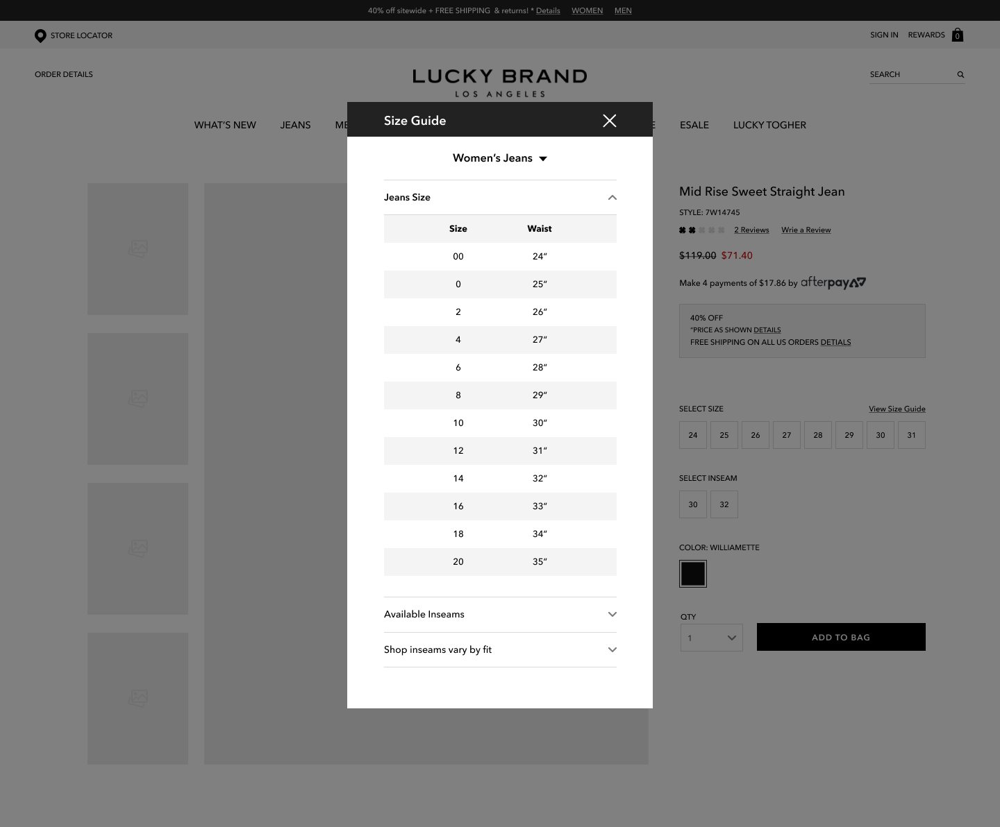 40% off sitewide + FREE SHIPPING & returns! * Details WOMEN MEN
STORE LOCATOR
SIGN IN REWARDS 0
ORDER DETAILS
LUCKY BRAND
LOS ANGELES
SEARCH
WHAT'S NEW JEANS ESALE LUCKY TOGHER
Size Guide
Women's Jeans
Jeans Size
Size Waist
00 24“
0 25“
2 26“
4 27“
6 28“
8 29“
10 30“
12 31“
14 32“
16 33“
18 34“
20 35“
Available Inseams
Shop inseams vary by fit
Mid Rise Sweet Straight Jean
STYLE: 7W14745
2 Reviews Wrie a Review
$119.00 $71.40
Make 4 payments of $17.86 by afterpay
40% OFF
“PRICE AS SHOWN DETAILS
FREE SHIPPING ON ALL US ORDERS DETIALS
SELECT SIZE View Size Guide
24 25 26 27 28 29 30 31
SELECT INSEAM
30 32
COLOR: WILLIAMETTE
QTY
1 ADD TO BAG